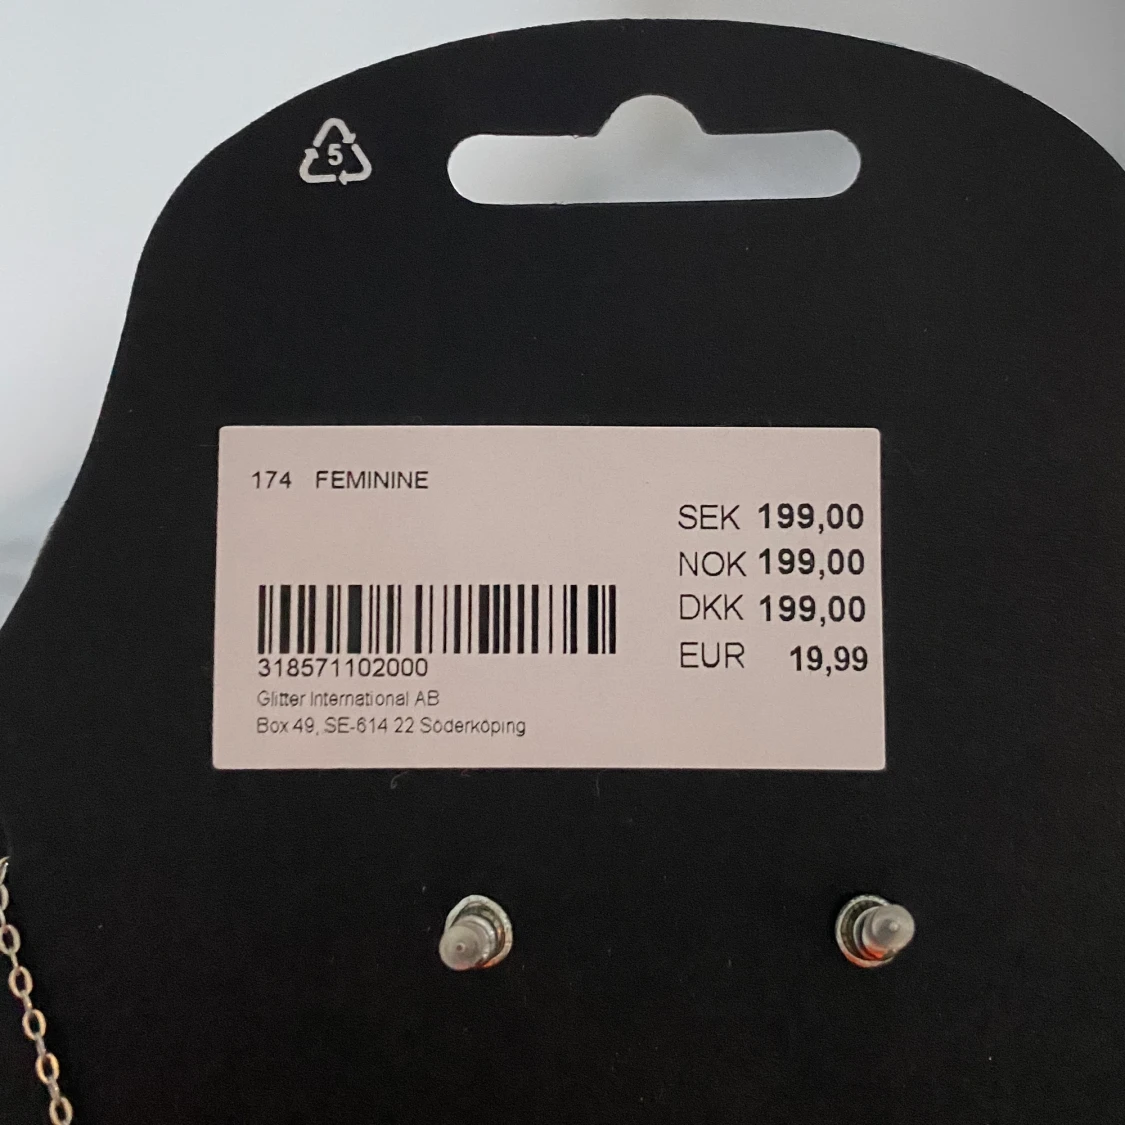 5
174 FEMININE
SEK 199,00
NOK 199,00
DKK 199,00
EUR 19,99
318571102000
Glitter International AB
Box 49, SE-614 22 Söderköping